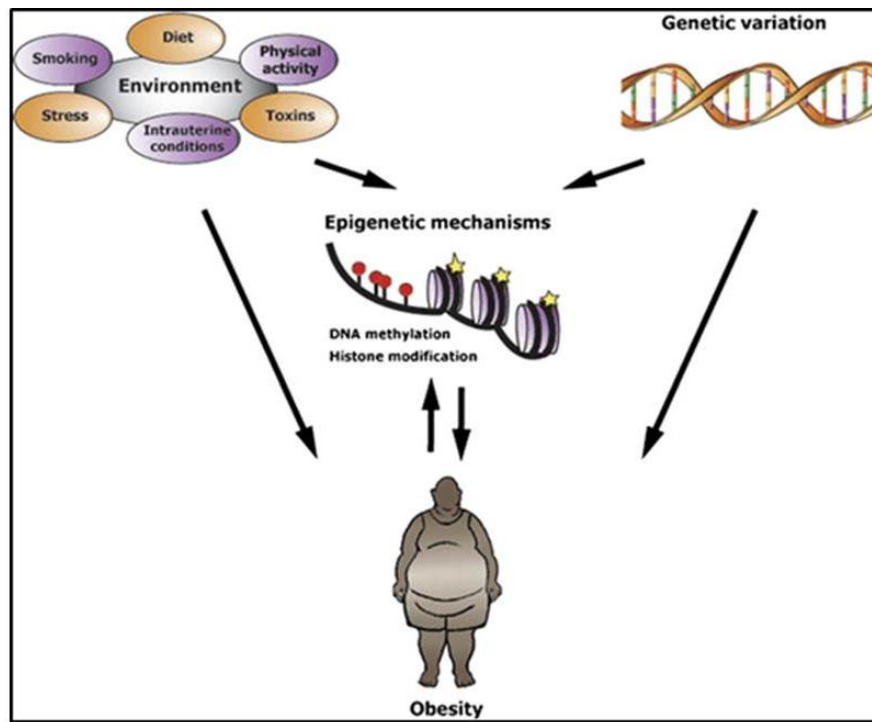 Genetic variation
Diet
Smoking
Physical
activity
Environment
Stress
Toxins
Intrauterine
conditions
Epigenetic mechanisms
DNA methylation
Histone modification
Obesity